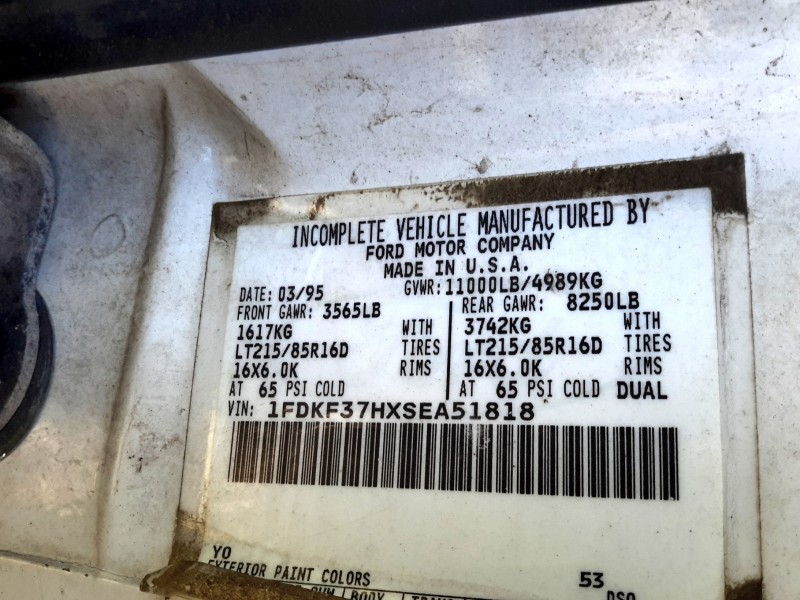 INCOMPLETE VEHICLE MANUFACTURED BY
FORD MOTOR COMPANY
MADE IN U.S.A.
DATE: 03/95 GVWR: 11000LB/4989KG
FRONT GAWR: 3565LB REAR GAWR: 8250LB
1617KG WITH 3742KG WITH
LT215/85R16D TIRES LT215/85R16D TIRES
16X6.0K RIMS 16X6.0K RIMS
AT 65 PSI COLD AT 65 PSI COLD DUAL
VIN: 1FDKF37HXSEA51818
YO 53
EXTERIOR PAINT COLORS DSO
BODY